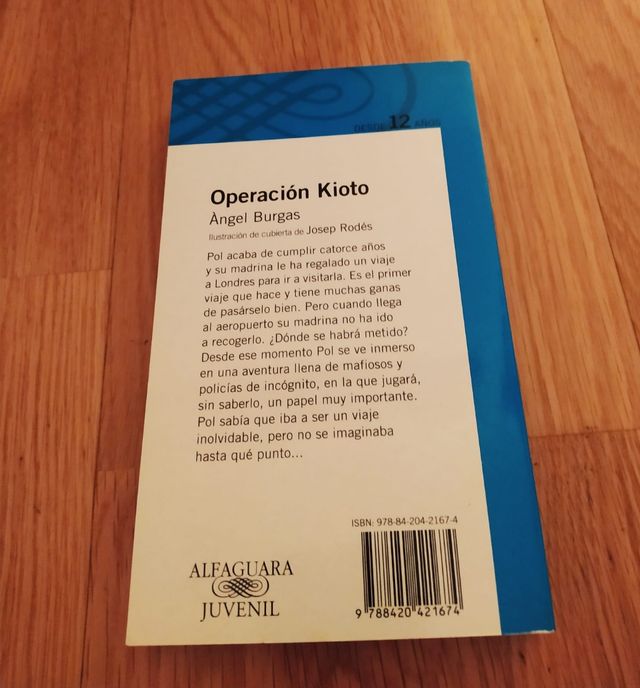 DESDE 12 AÑOS
Operación Kioto
Àngel Burgas
Ilustración de cubierta de Josep Rodés
Pol acaba de cumplir catorce años
y su madrina le ha regalado un viaje
a Londres para ir a visitarla. Es el primer
viaje que hace y tiene muchas ganas
de pasárselo bien. Pero cuando llega
al aeropuerto su madrina no ha ido
a recogerlo. ¿Dónde se habrá metido?
Desde ese momento Pol se ve inmerso
en una aventura llena de mafiosos y
policías de incógnito, en la que jugará,
sin saberlo, un papel muy importante.
Pol sabía que iba a ser un viaje
inolvidable, pero no se imaginaba
hasta qué punto...
ISBN: 978-84-204-2167-4
ALFAGUARA
JUVENIL
9 788420 421674